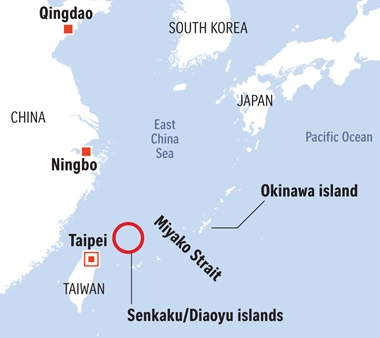 Qingdao
SOUTH KOREA
CHINA
JAPAN
East
China
Sea
Pacific Ocean
Ningbo
Okinawa island
Miyako Strait
Taipei
TAIWAN
Senkaku/Diaoyu islands